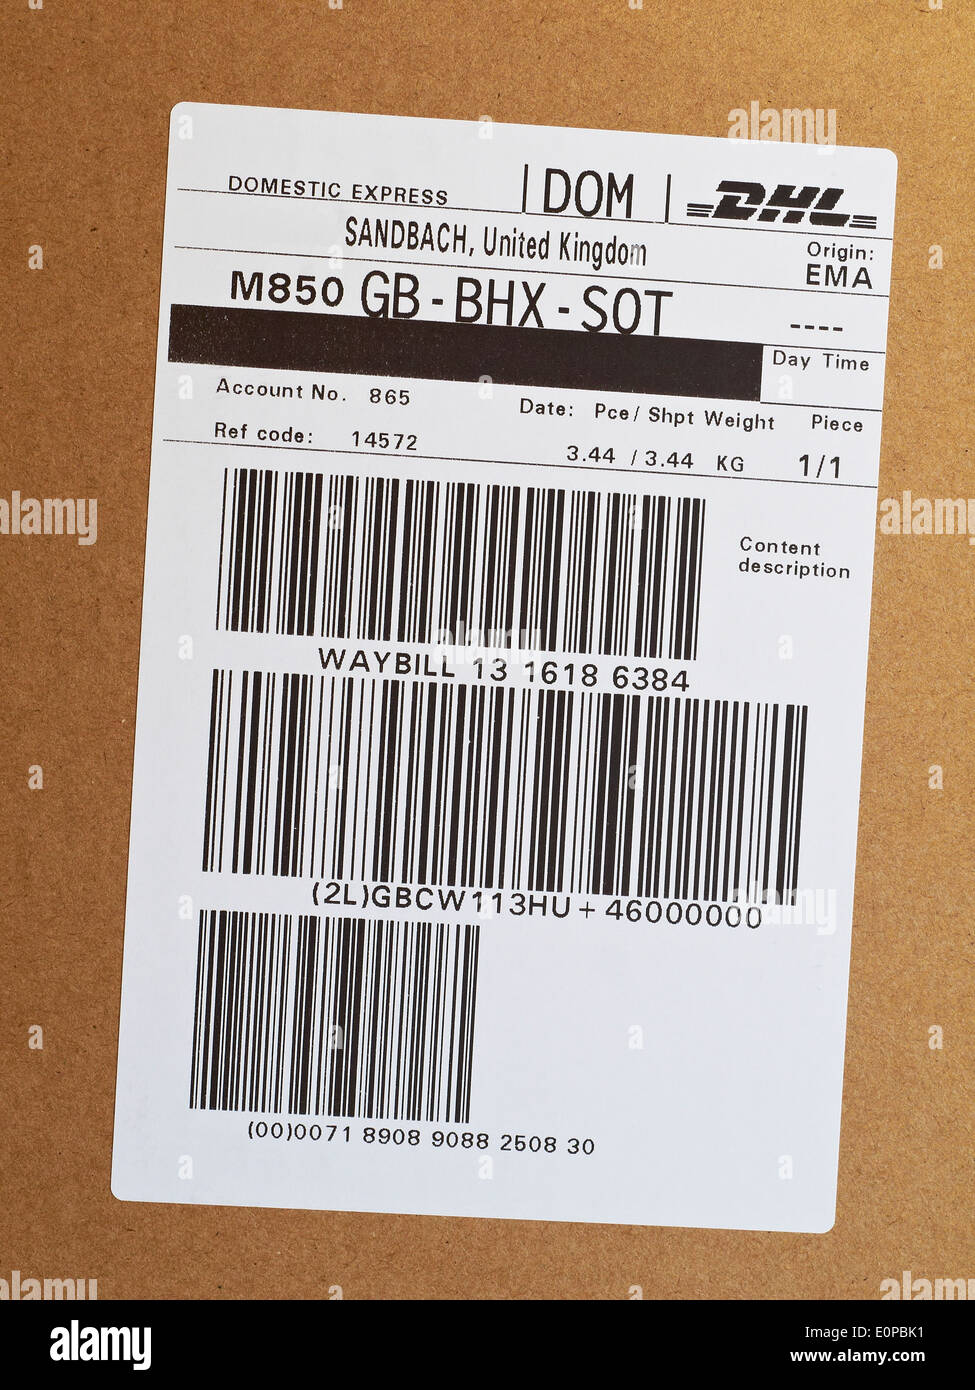 DOMESTIC EXPRESS DOM DHL
SANDBACH, United Kingdom
Origin:
EMA
M850 GB - BHX - SOT ----
Day Time
Account No. 865
Date: Pce/ Shpt Weight Piece
Ref code: 14572
3.44 / 3.44 KG 1/1
Content
description
WAYBILL 13 1618 6384
(2L)GBCW113HU + 46000000
(00)0071 8908 9088 2508 30
alamy
Image ID: E0PBK1
www.alamy.com